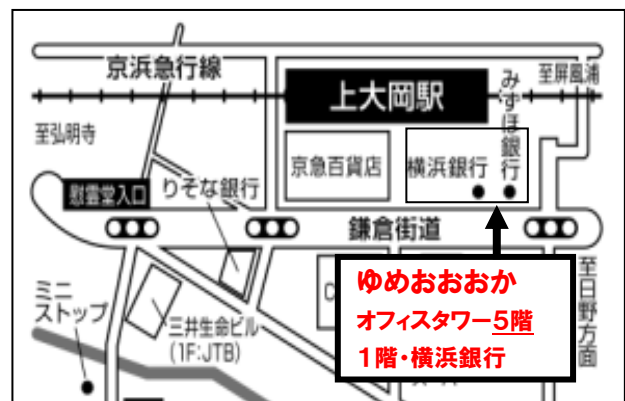 京浜急行線
上大岡駅
みずほ銀行
至屏風浦
至弘明寺
京急百貨店
横浜銀行
慰霊堂入口
りそな銀行
鎌倉街道
ゆめおおおか
オフィスタワー5階
1階・横浜銀行
至日野方面
ミニ
ストップ
三井生命ビル
(1F:JTB)